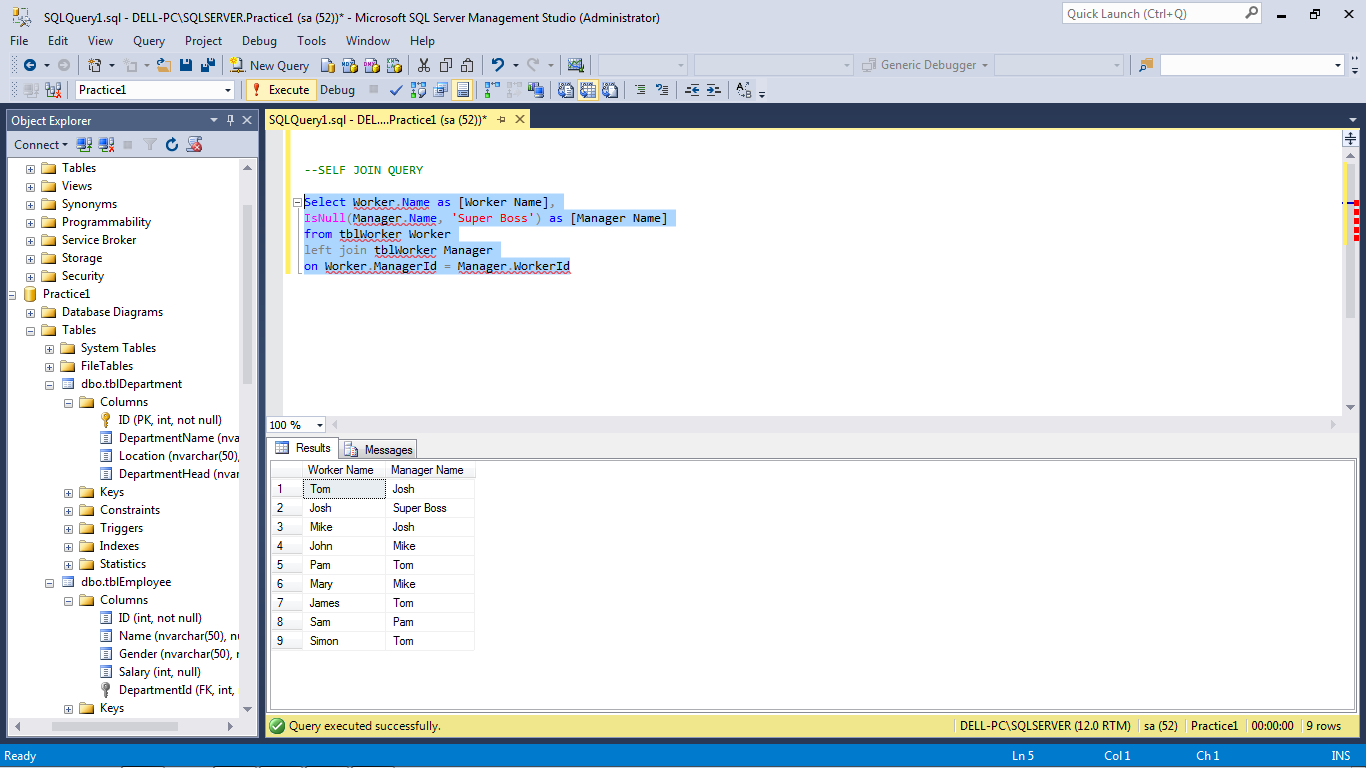 SQLQuery1.sql - DELL-PC\SQLSERVER.Practice1 (sa (52))* - Microsoft SQL Server Management Studio (Administrator)
Quick Launch (Ctrl+Q)
File Edit View Query Project Debug Tools Window Help
New Query
Generic Debugger
Practice1
Execute Debug
Object Explorer
SQLQuery1.sql - DEL....Practice1 (sa (52))*
Connect
Tables
Views
Synonyms
Programmability
Service Broker
Storage
Security
Practice1
Database Diagrams
Tables
System Tables
FileTables
dbo.tblDepartment
Columns
ID (PK, int, not null)
DepartmentName (nva
Location (nvarchar(50),
DepartmentHead (nvar
Keys
Constraints
Triggers
Indexes
Statistics
dbo.tblEmployee
Columns
ID (int, not null)
Name (nvarchar(50), nu
Gender (nvarchar(50), r
Salary (int, null)
DepartmentId (FK, int,
Keys
--SELF JOIN QUERY
Select Worker.Name as [Worker Name],
IsNull(Manager.Name, 'Super Boss') as [Manager Name]
from tblWorker Worker
left join tblWorker Manager
on Worker.ManagerId = Manager.WorkerId
100 %
Results Messages
Worker Name Manager Name
1 Tom Josh
2 Josh Super Boss
3 Mike Josh
4 John Mike
5 Pam Tom
6 Mary Mike
7 James Tom
8 Sam Pam
9 Simon Tom
Query executed successfully.
DELL-PC\SQLSERVER (12.0 RTM) sa (52) Practice1 00:00:00 9 rows
Ready
Ln 5 Col 1 Ch 1 INS